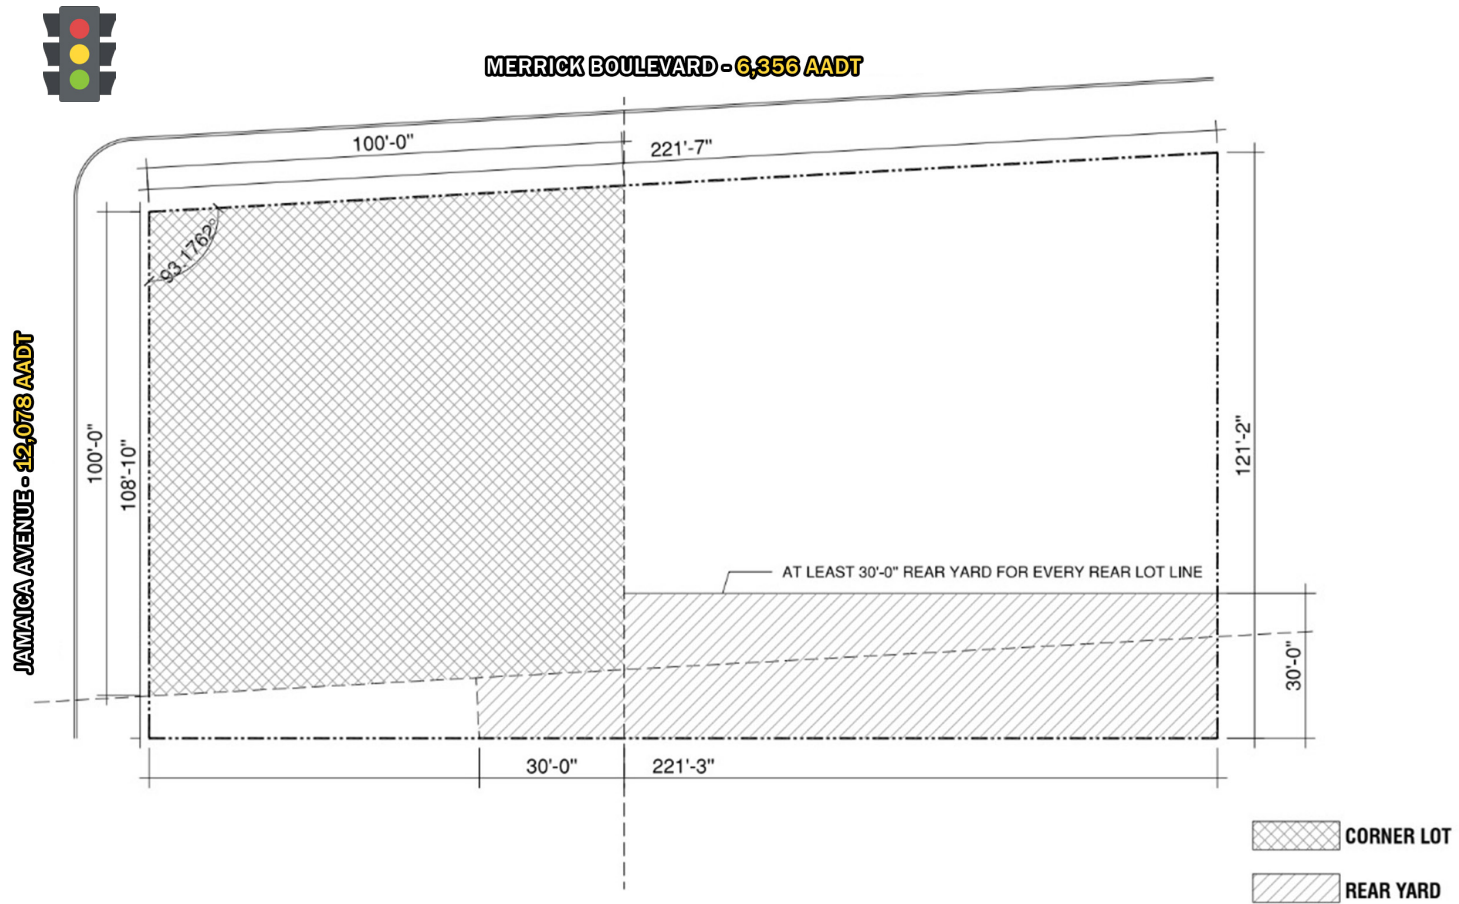 MERRICK BOULEVARD - 6,356 AADT
100'-0"
221'-7"
93.1762°
JAMAICA AVENUE - 12,078 AADT
100'-0"
108'-10"
121'-2"
AT LEAST 30'-0" REAR YARD FOR EVERY REAR LOT LINE
30'-0"
30'-0"
221'-3"
CORNER LOT
REAR YARD